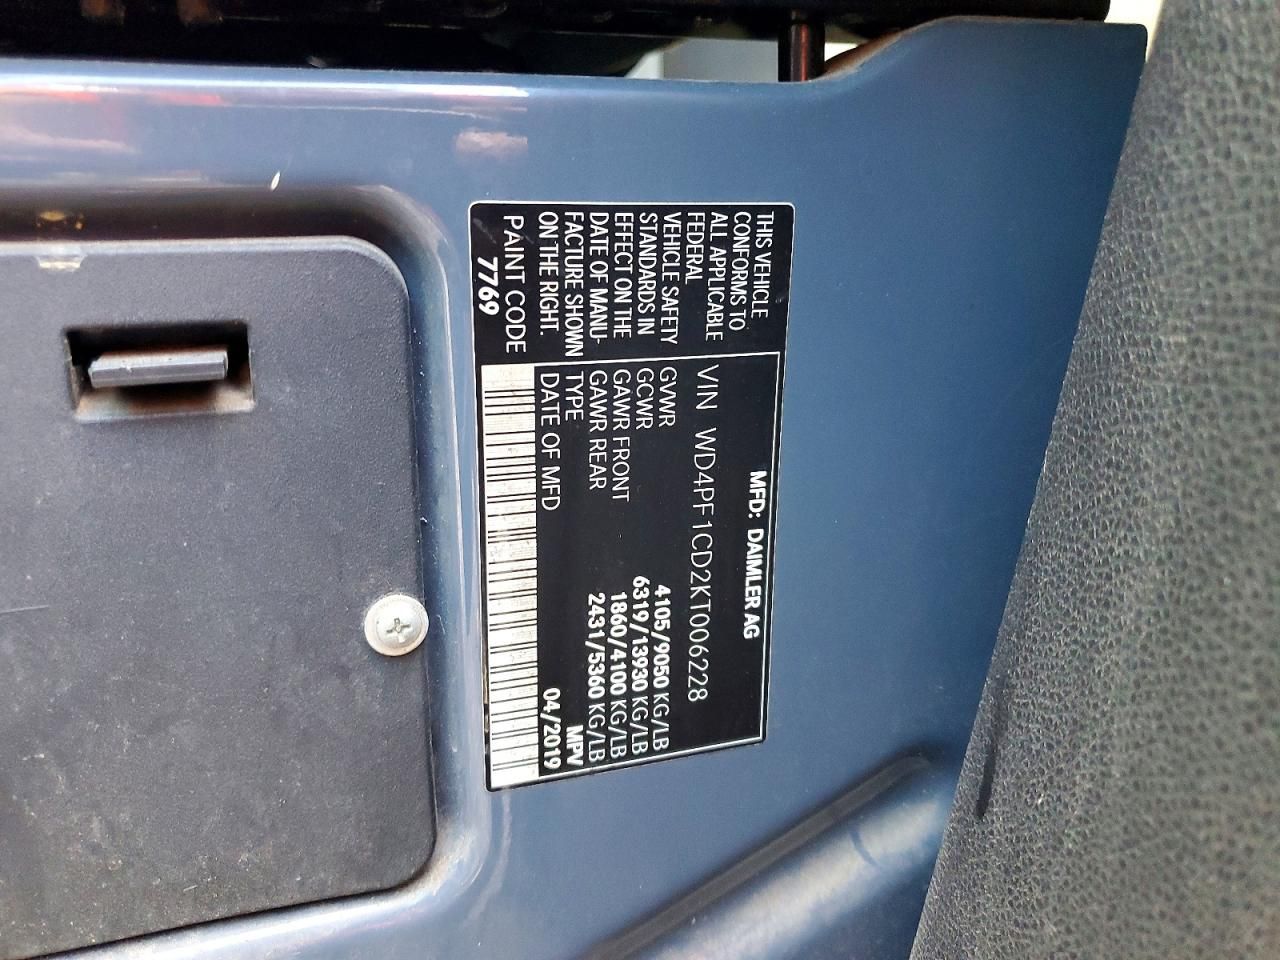 THIS VEHICLE
CONFORMS TO
ALL APPLICABLE
FEDERAL
VEHICLE SAFETY
STANDARDS IN
EFFECT ON THE
DATE OF MANU-
FACTURE SHOWN
ON THE RIGHT.
PAINT CODE
7769
MFD: DAIMLER AG
VIN WD4PF1CD2KT006228
GVWR 4105/9050 KG/LB
GCWR 6319/13930 KG/LB
GAWR FRONT 1860/4100 KG/LB
GAWR REAR 2431/5360 KG/LB
TYPE MPV
DATE OF MFD 04/2019